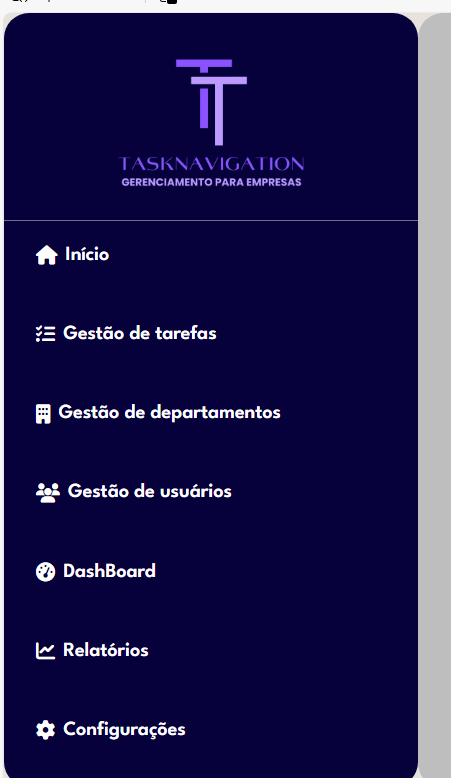 TASKNAVIGATION
GERENCIAMENTO PARA EMPRESAS
Início
Gestão de tarefas
Gestão de departamentos
Gestão de usuários
DashBoard
Relatórios
Configurações